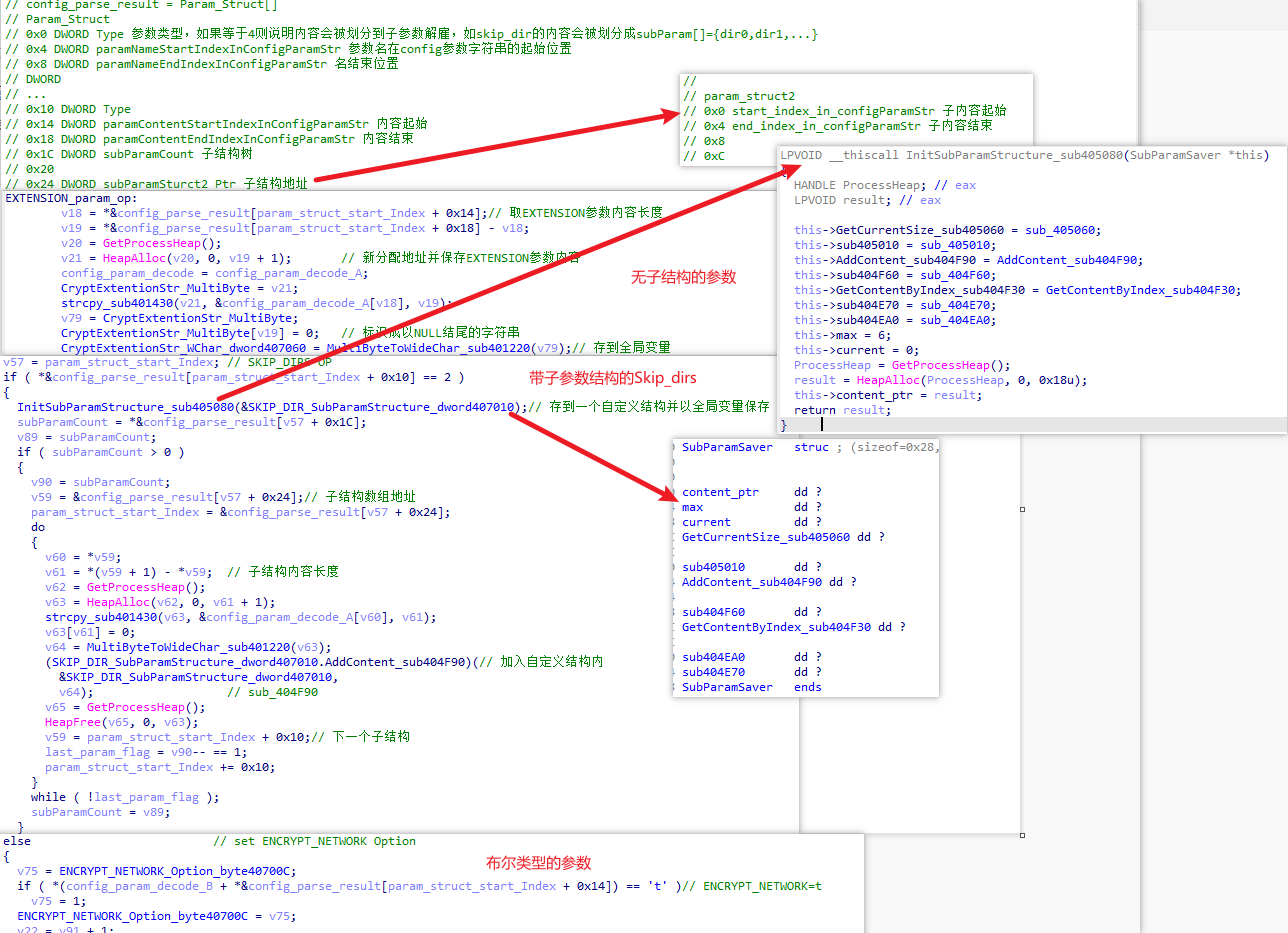 // config_parse_result = Param_Struct[]
// Param_Struct
// 0x0 DWORD Type 参数类型，如果等于4则说明内容会被划分到子参数解雇，如skip_dir的内容会被划分成subParam[]={dir0,dir1,...}
// 0x4 DWORD paramNameStartIndexInConfigParamStr 参数名在config参数字符串的起始位置
// 0x8 DWORD paramNameEndIndexInConfigParamStr 名结束位置
// DWORD
// ...
// 0x10 DWORD Type
// 0x14 DWORD paramContentStartIndexInConfigParamStr 内容起始
// 0x18 DWORD paramContentEndIndexInConfigParamStr 内容结束
// 0x1C DWORD subParamCount 子结构树
// 0x20
// 0x24 DWORD subParamSturct2 Ptr 子结构地址
//
// param_struct2
// 0x0 start_index_in_configParamStr 子内容起始
// 0x4 end_index_in_configParamStr 子内容结束
// 0x8
// 0xC
LPVOID __thiscall InitSubParamStructure_sub405080(SubParamSaver *this)
HANDLE ProcessHeap; // eax
LPVOID result; // eax
this->GetCurrentSize_sub405060 = sub_405060;
this->sub405010 = sub_405010;
this->AddContent_sub404F90 = AddContent_sub404F90;
this->sub404F60 = sub_404F60;
this->GetContentByIndex_sub404F30 = GetContentByIndex_sub404F30;
this->sub404E70 = sub_404E70;
this->sub404EA0 = sub_404EA0;
this->max = 6;
this->current = 0;
ProcessHeap = GetProcessHeap();
result = HeapAlloc(ProcessHeap, 0, 0x18u);
this->content_ptr = result;
return result;
}
EXTENSION_param_op:
v18 = *&config_parse_result[param_struct_start_Index + 0x14];// 取EXTENSION参数内容长度
v19 = *&config_parse_result[param_struct_start_Index + 0x18] - v18;
v20 = GetProcessHeap();
v21 = HeapAlloc(v20, 0, v19 + 1); // 新分配地址并保存EXTENSION参数内容
config_param_decode = config_param_decode_A;
CryptExtentionStr_MultiByte = v21;
strcpy_sub401430(v21, &config_param_decode_A[v18], v19);
v79 = CryptExtentionStr_MultiByte;
CryptExtentionStr_MultiByte[v19] = 0; // 标识成以NULL结尾的字符串
CryptExtentionStr_WChar_dword407060 = MultiByteToWideChar_sub401220(v79);// 存到全局变量
无子结构的参数
v57 = param_struct_start_Index; // SKIP_DIRS OP
if ( *&config_parse_result[param_struct_start_Index + 0x10] == 2 )
{
InitSubParamStructure_sub405080(&SKIP_DIR_SubParamStructure_dword407010);// 存到一个自定义结构并以全局变量保存
subParamCount = *&config_parse_result[v57 + 0x1C];
v89 = subParamCount;
if ( subParamCount > 0 )
{
v90 = subParamCount;
v59 = &config_parse_result[v57 + 0x24];// 子结构数组地址
param_struct_start_Index = &config_parse_result[v57 + 0x24];
do
{
v60 = *v59;
v61 = *(v59 + 1) - *v59; // 子结构内容长度
v62 = GetProcessHeap();
v63 = HeapAlloc(v62, 0, v61 + 1);
strcpy_sub401430(v63, &config_param_decode_A[v60], v61);
v63[v61] = 0;
v64 = MultiByteToWideChar_sub401220(v63);
(SKIP_DIR_SubParamStructure_dword407010.AddContent_sub404F90)(// 加入自定义结构内
&SKIP_DIR_SubParamStructure_dword407010,
v64); // sub_404F90
v65 = GetProcessHeap();
HeapFree(v65, 0, v63);
v59 = param_struct_start_Index + 0x10;// 下一个子结构
last_param_flag = v90-- == 1;
param_struct_start_Index += 0x10;
}
while ( !last_param_flag );
subParamCount = v89;
}
带子参数结构的Skip_dirs
SubParamSaver struc ; (sizeof=0x28,
content_ptr dd ?
max dd ?
current dd ?
GetCurrentSize_sub405060 dd ?
sub405010 dd ?
AddContent_sub404F90 dd ?
sub404F60 dd ?
GetContentByIndex_sub404F30 dd ?
sub404EA0 dd ?
sub404E70 dd ?
SubParamSaver ends
else // set ENCRYPT_NETWORK Option
{
v75 = ENCRYPT_NETWORK_Option_byte40700C;
if ( *(config_param_decode_B + *&config_parse_result[param_struct_start_Index + 0x14]) == 't' )// ENCRYPT_NETWORK=t
v75 = 1;
ENCRYPT_NETWORK_Option_byte40700C = v75;
v22 = v91 + 1;
布尔类型的参数